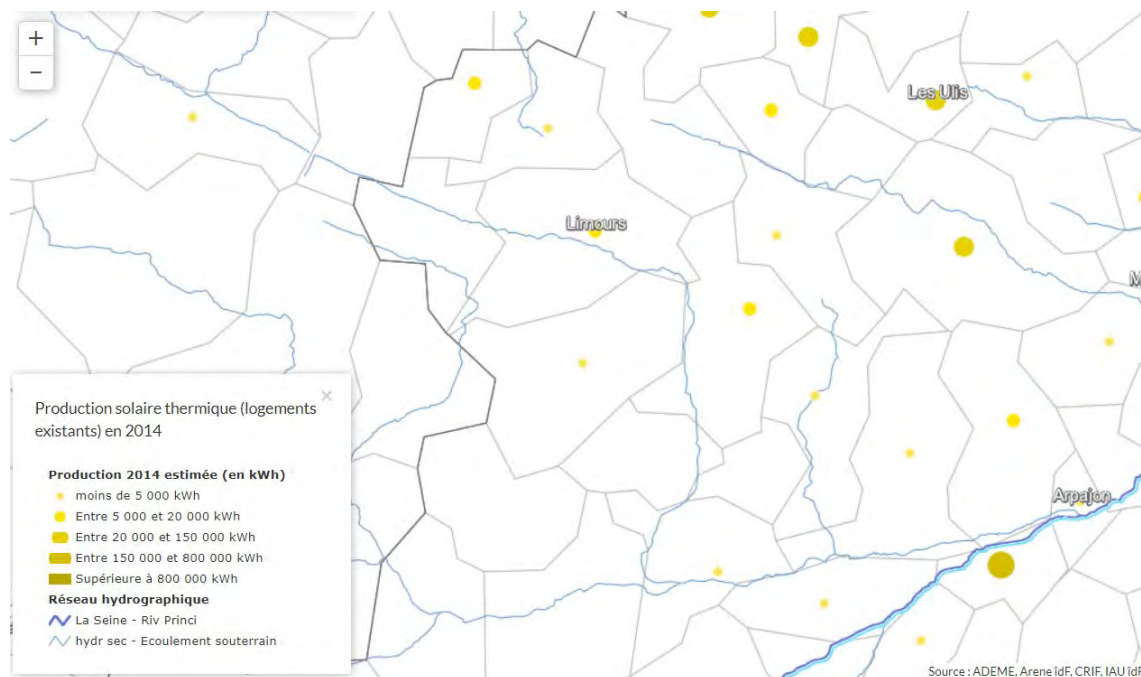 +
−
Les Ulis
Limours
M
Arpajon
×
Production solaire thermique (logements
existants) en 2014
Production 2014 estimée (en kWh)
moins de 5 000 kWh
Entre 5 000 et 20 000 kWh
Entre 20 000 et 150 000 kWh
Entre 150 000 et 800 000 kWh
Supérieure à 800 000 kWh
Réseau hydrographique
La Seine - Riv Princi
hydr sec - Ecoulement souterrain
Source : ADEME, Arene îdF, CRIF, IAU îdF